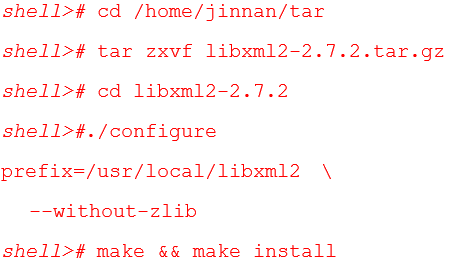 shell># cd /home/jinnan/tar
shell># tar zxvf libxml2-2.7.2.tar.gz
shell># cd libxml2-2.7.2
shell>#./configure
prefix=/usr/local/libxml2 \
--without-zlib
shell># make && make install